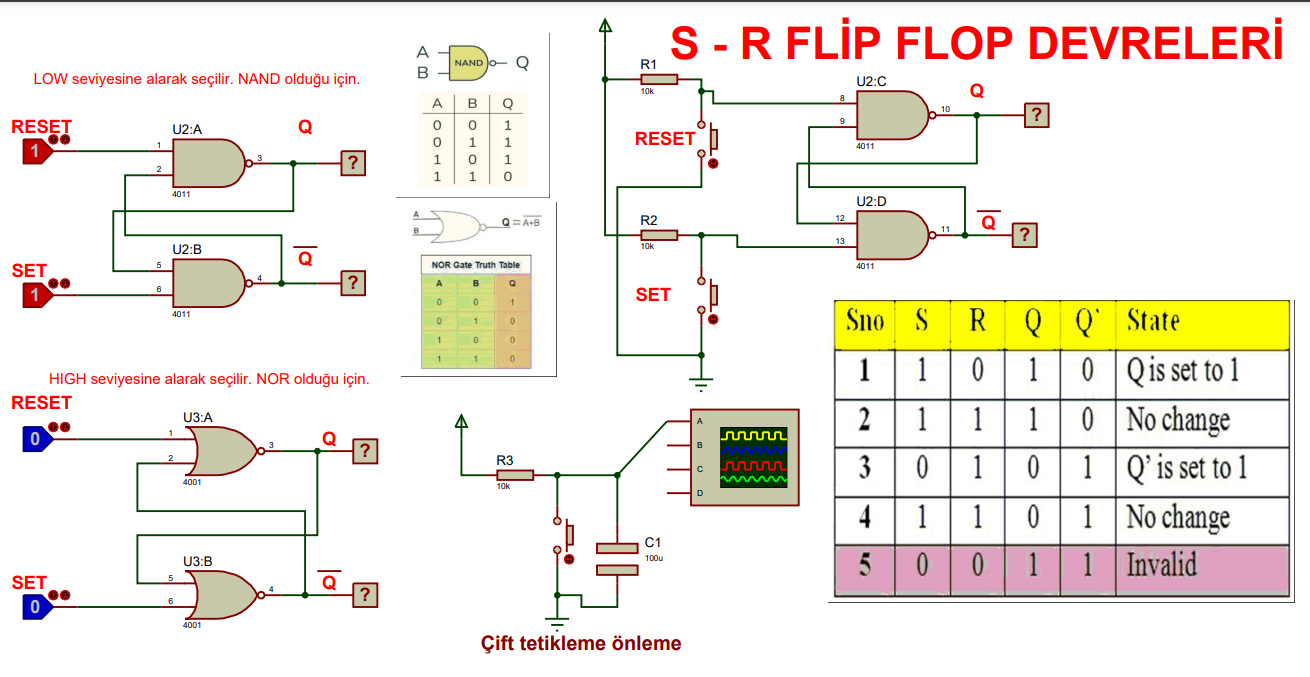 S - R FLİP FLOP DEVRELERİ
LOW seviyesine alarak seçilir. NAND olduğu için.
RESET
1
U2:A
1
2
3
4011
Q
?
SET
1
U2:B
5
6
4
4011
Q
?
A
B
NAND
Q
A B Q
0 0 1
0 1 1
1 0 1
1 1 0
A
B
Q = A+B
NOR Gate Truth Table
A B Q
0 0 1
0 1 0
1 0 0
1 1 0
R1
10k
RESET
R2
10k
SET
U2:C
8
9
10
4011
Q
?
U2:D
12
13
11
4011
Q
?
HIGH seviyesine alarak seçilir. NOR olduğu için.
RESET
0
U3:A
1
2
3
4001
Q
?
SET
0
U3:B
5
6
4
4001
Q
?
R3
10k
C1
100u
A
B
C
D
Çift tetikleme önleme
Sno S R Q Q` State
1 1 0 1 0 Q is set to 1
2 1 1 1 0 No change
3 0 1 0 1 Q’ is set to 1
4 1 1 0 1 No change
5 0 0 1 1 Invalid